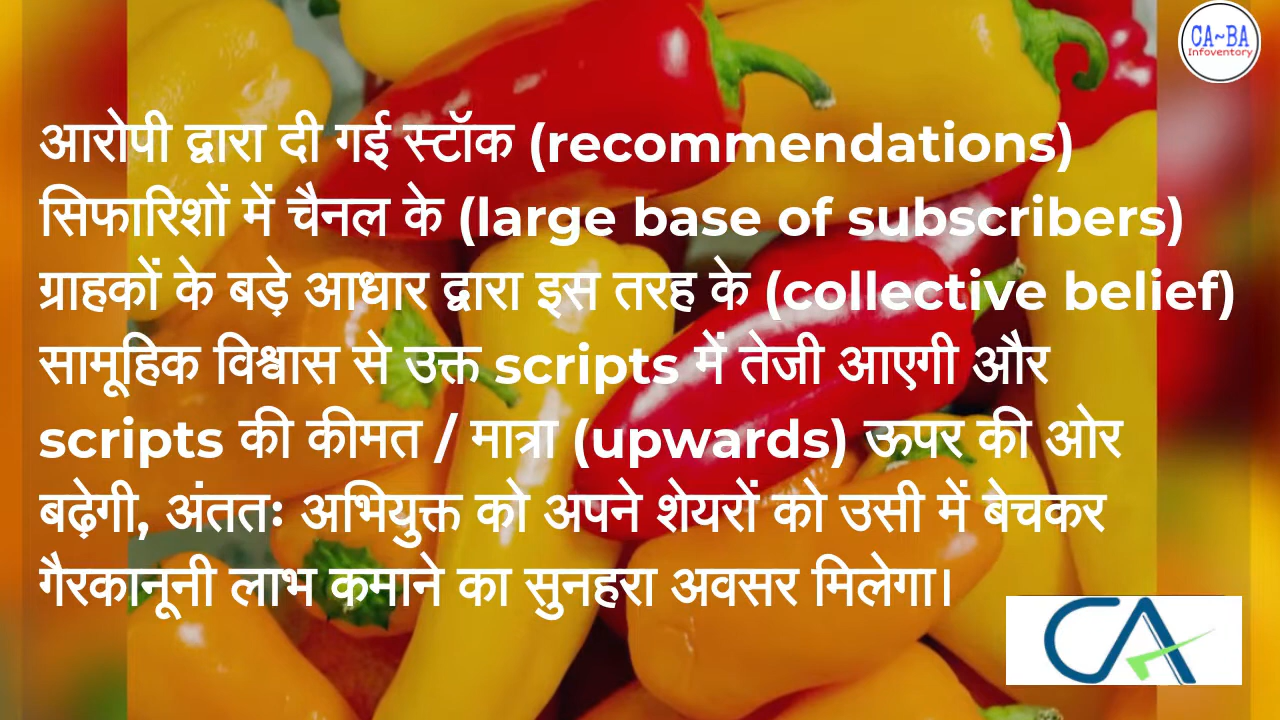 CA~BA
Infoventory
आरोपी द्वारा दी गई स्टॉक (recommendations)
सिफारिशों में चैनल के (large base of subscribers)
ग्राहकों के बड़े आधार द्वारा इस तरह के (collective belief)
सामूहिक विश्वास से उक्त scripts में तेजी आएगी और
scripts की कीमत / मात्रा (upwards) ऊपर की ओर
बढ़ेगी, अंततः अभियुक्त को अपने शेयरों को उसी में बेचकर
गैरकानूनी लाभ कमाने का सुनहरा अवसर मिलेगा।
CA